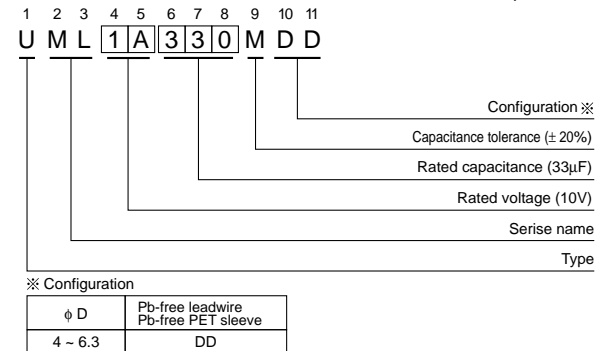 1 2 3 4 5 6 7 8 9 10 11
U M L 1 A 3 3 0 M D D
Configuration ※
Capacitance tolerance (± 20%)
Rated capacitance (33µF)
Rated voltage (10V)
Serise name
Type
※ Configuration
ϕ D
Pb-free leadwire
Pb-free PET sleeve
4 ~ 6.3
DD